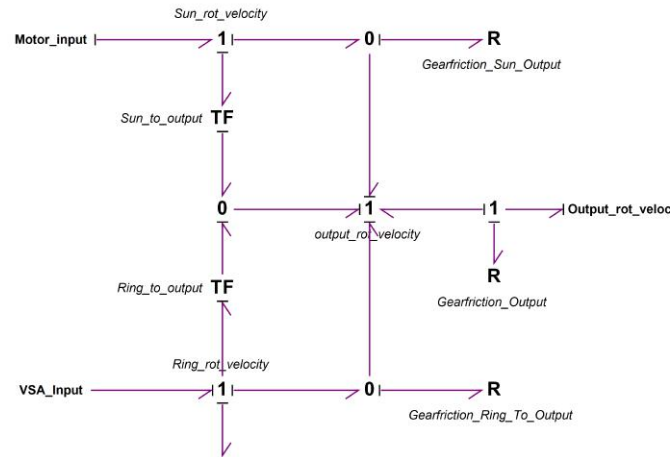 Sun_rot_velocity
Motor_input 1 0 R
Gearfriction_Sun_Output
Sun_to_output TF
0 1 1 Output_rot_veloc
output_rot_velocity
Ring_to_output TF R
Gearfriction_Output
Ring_rot_velocity
VSA_Input 1 0 R
Gearfriction_Ring_To_Output